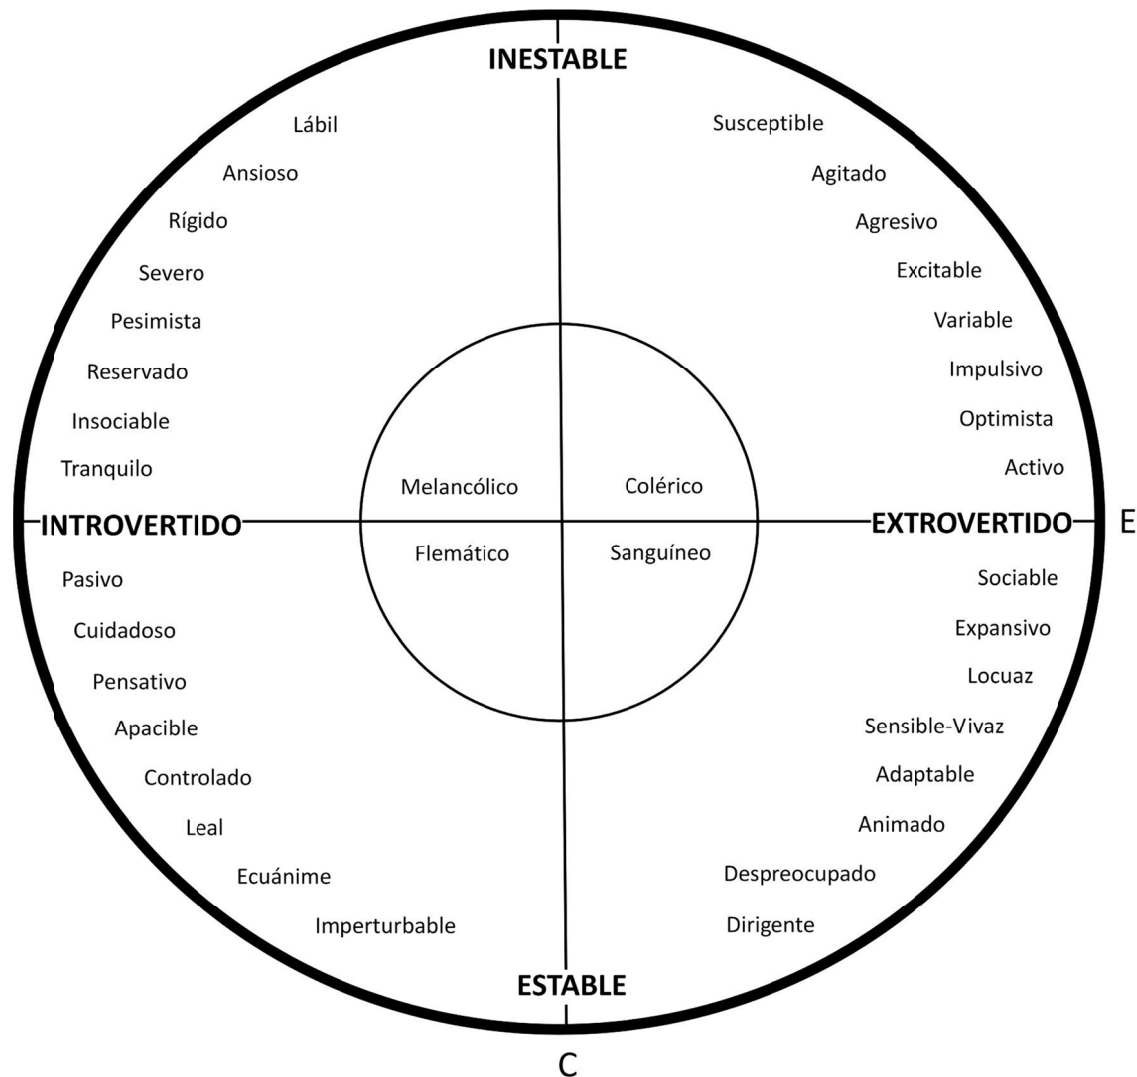 INESTABLE
Lábil
Susceptible
Ansioso
Agitado
Rígido
Agresivo
Severo
Excitable
Pesimista
Variable
Reservado
Impulsivo
Insociable
Optimista
Tranquilo
Activo
Melancólico
Colérico
INTROVERTIDO
EXTROVERTIDO
E
Flemático
Sanguíneo
Pasivo
Sociable
Cuidadoso
Expansivo
Pensativo
Locuaz
Apacible
Sensible-Vivaz
Controlado
Adaptable
Leal
Animado
Ecuánime
Despreocupado
Imperturbable
Dirigente
ESTABLE
C